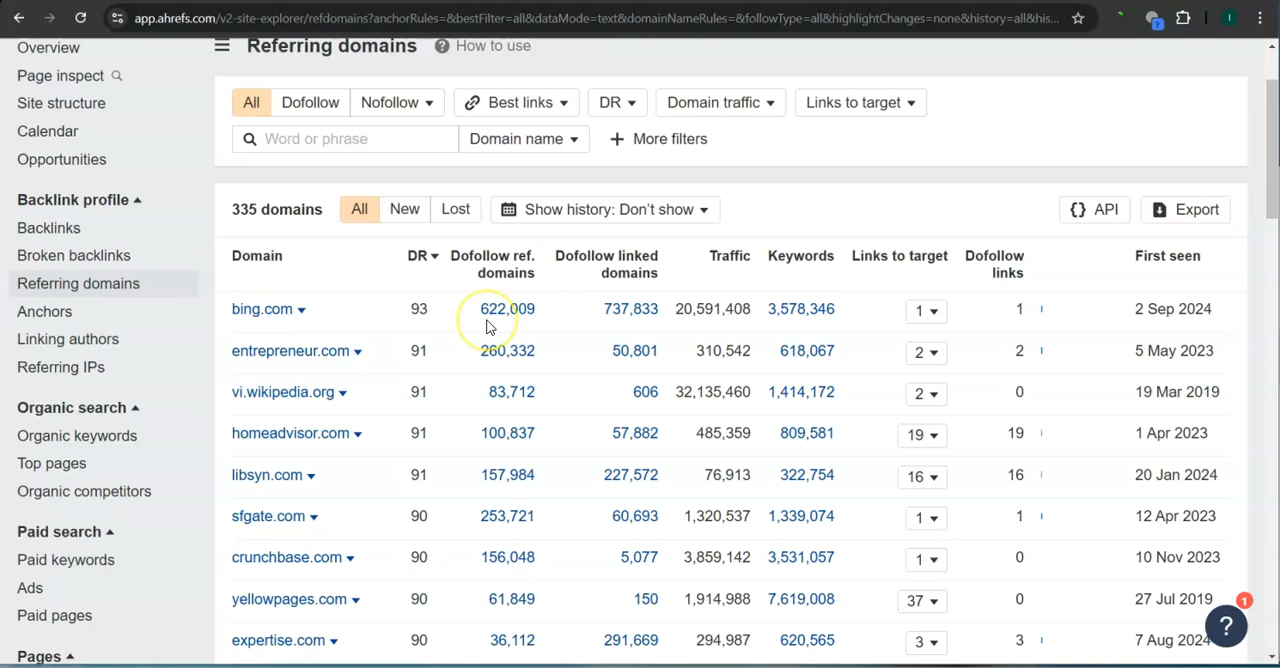 app.ahrefs.com/v2-site-explorer/refdomains?anchorRules=&bestFilter=all&dataMode=text&domainNameRules=&followType=all&highlightChanges=none&history=all&his...
Overview
Page inspect
Site structure
Calendar
Opportunities
Backlink profile
Backlinks
Broken backlinks
Referring domains
Anchors
Linking authors
Referring IPs
Organic search
Organic keywords
Top pages
Organic competitors
Paid search
Paid keywords
Ads
Paid pages
Pages
Referring domains ? How to use
All Dofollow Nofollow Best links DR Domain traffic Links to target
Word or phrase Domain name + More filters
335 domains All New Lost Show history: Don't show {} API Export
Domain DR Dofollow ref. domains Dofollow linked domains Traffic Keywords Links to target Dofollow links First seen
bing.com 93 622,009 737,833 20,591,408 3,578,346 1 1 2 Sep 2024
entrepreneur.com 91 260,332 50,801 310,542 618,067 2 2 5 May 2023
vi.wikipedia.org 91 83,712 606 32,135,460 1,414,172 2 0 19 Mar 2019
homeadvisor.com 91 100,837 57,882 485,359 809,581 19 19 1 Apr 2023
libsyn.com 91 157,984 227,572 76,913 322,754 16 16 20 Jan 2024
sfgate.com 90 253,721 60,693 1,320,537 1,339,074 1 1 12 Apr 2023
crunchbase.com 90 156,048 5,077 3,859,142 3,531,057 1 0 10 Nov 2023
yellowpages.com 90 61,849 150 1,914,988 7,619,008 37 0 27 Jul 2019
expertise.com 90 36,112 291,669 294,987 620,565 3 3 7 Aug 2024
? 1